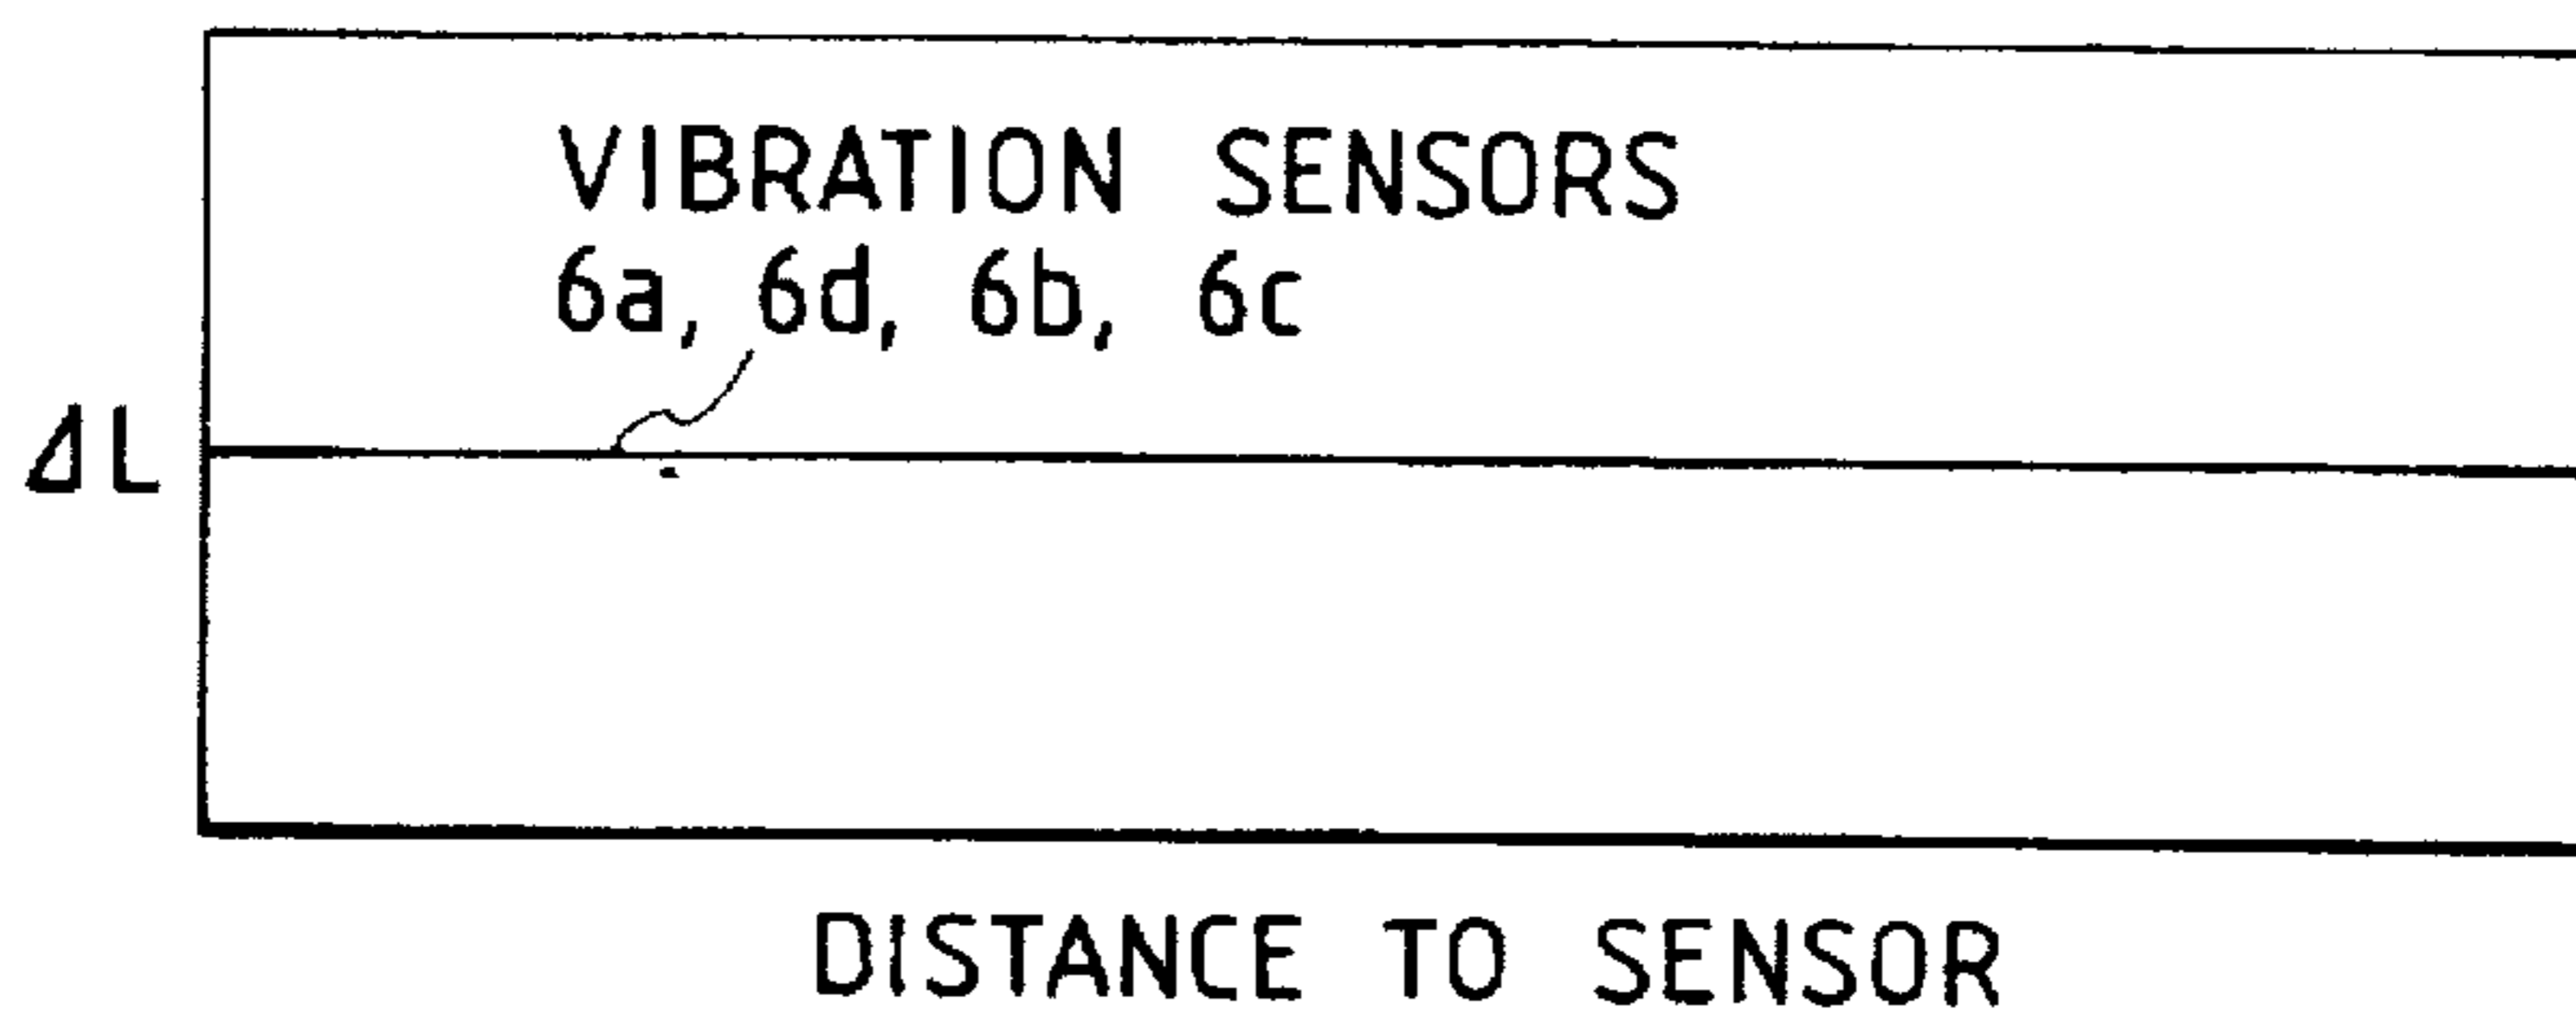 VIBRATION SENSORS
6a, 6d, 6b, 6c
ΔL
DISTANCE TO SENSOR